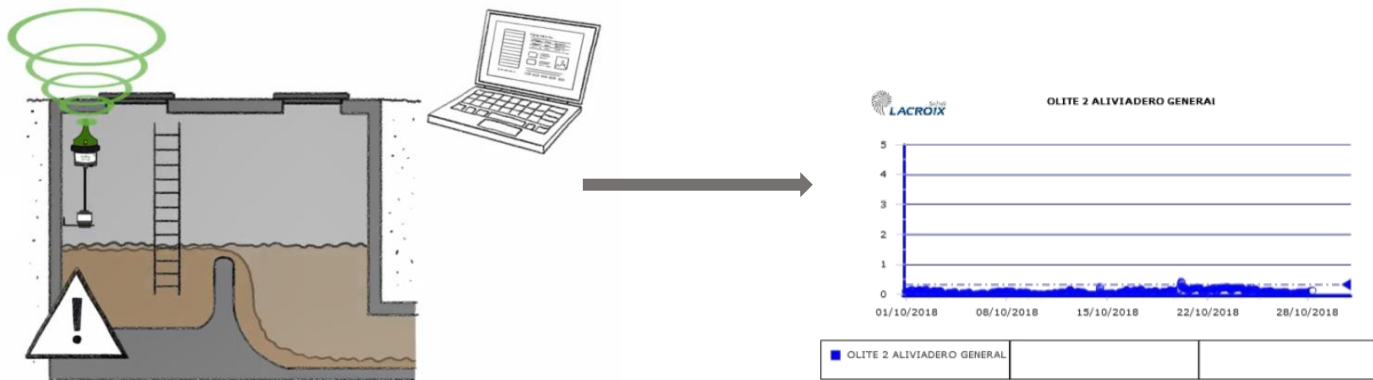 Sofrel
LACROIX
OLITE 2 ALIVIADERO GENERAL
5
4
3
2
1
0
01/10/2018 08/10/2018 15/10/2018 22/10/2018 28/10/2018
OLITE 2 ALIVIADERO GENERAL
!